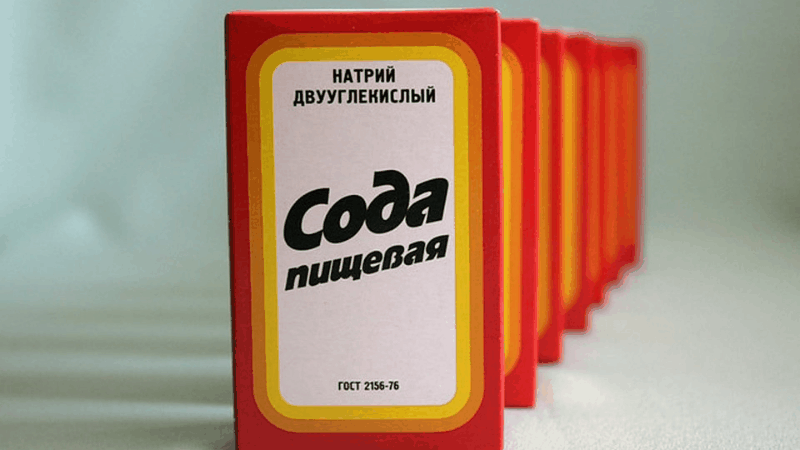 НАТРИЙ
ДВУУГЛЕКИСЛЫЙ
Сода
пищевая
ГОСТ 2156-76